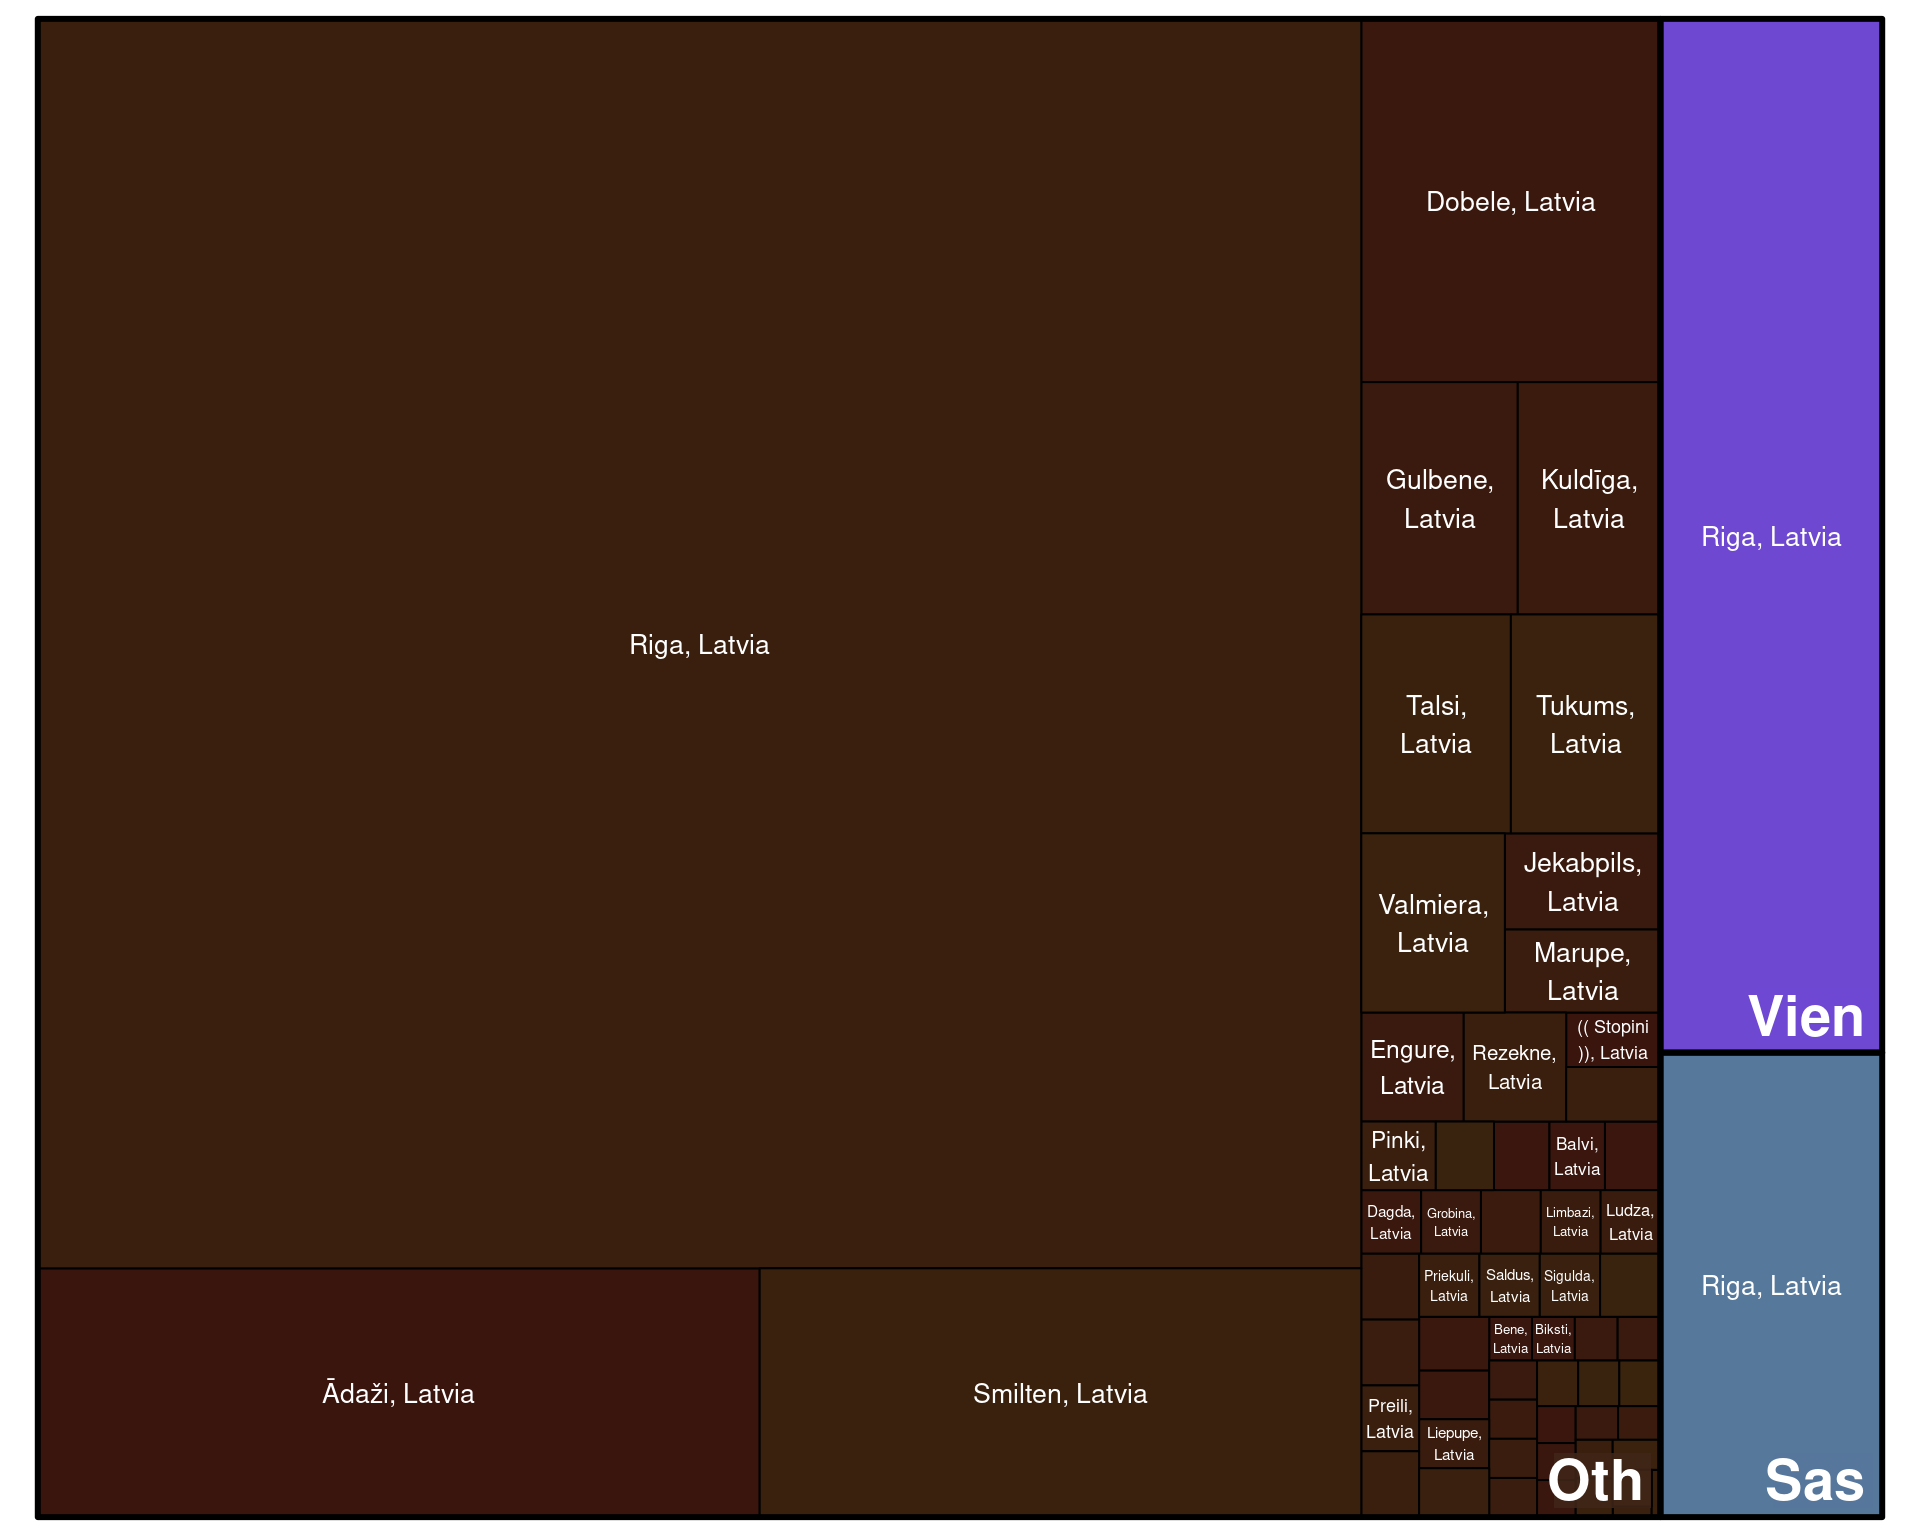 Riga, Latvia
Ādaži, Latvia
Smilten, Latvia
Dobele, Latvia
Gulbene,
Latvia
Kuldīga,
Latvia
Talsi,
Latvia
Tukums,
Latvia
Valmiera,
Latvia
Jekabpils,
Latvia
Marupe,
Latvia
Engure,
Latvia
Rezekne,
Latvia
(( Stopini
)), Latvia
Pinki,
Latvia
Balvi,
Latvia
Dagda,
Latvia
Grobina,
Latvia
Limbazi,
Latvia
Ludza,
Latvia
Priekuli,
Latvia
Saldus,
Latvia
Sigulda,
Latvia
Bene,
Latvia
Biksti,
Latvia
Preili,
Latvia
Liepupe,
Latvia
Oth
Riga, Latvia
Vien
Riga, Latvia
Sas